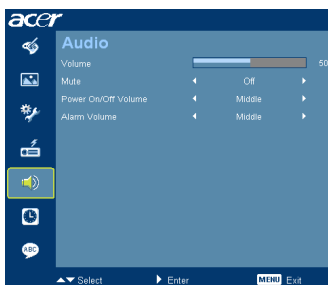 acer
Audio
Volume 50
Mute Off
Power On/Off Volume Middle
Alarm Volume Middle
ABC
Select Enter MENU Exit